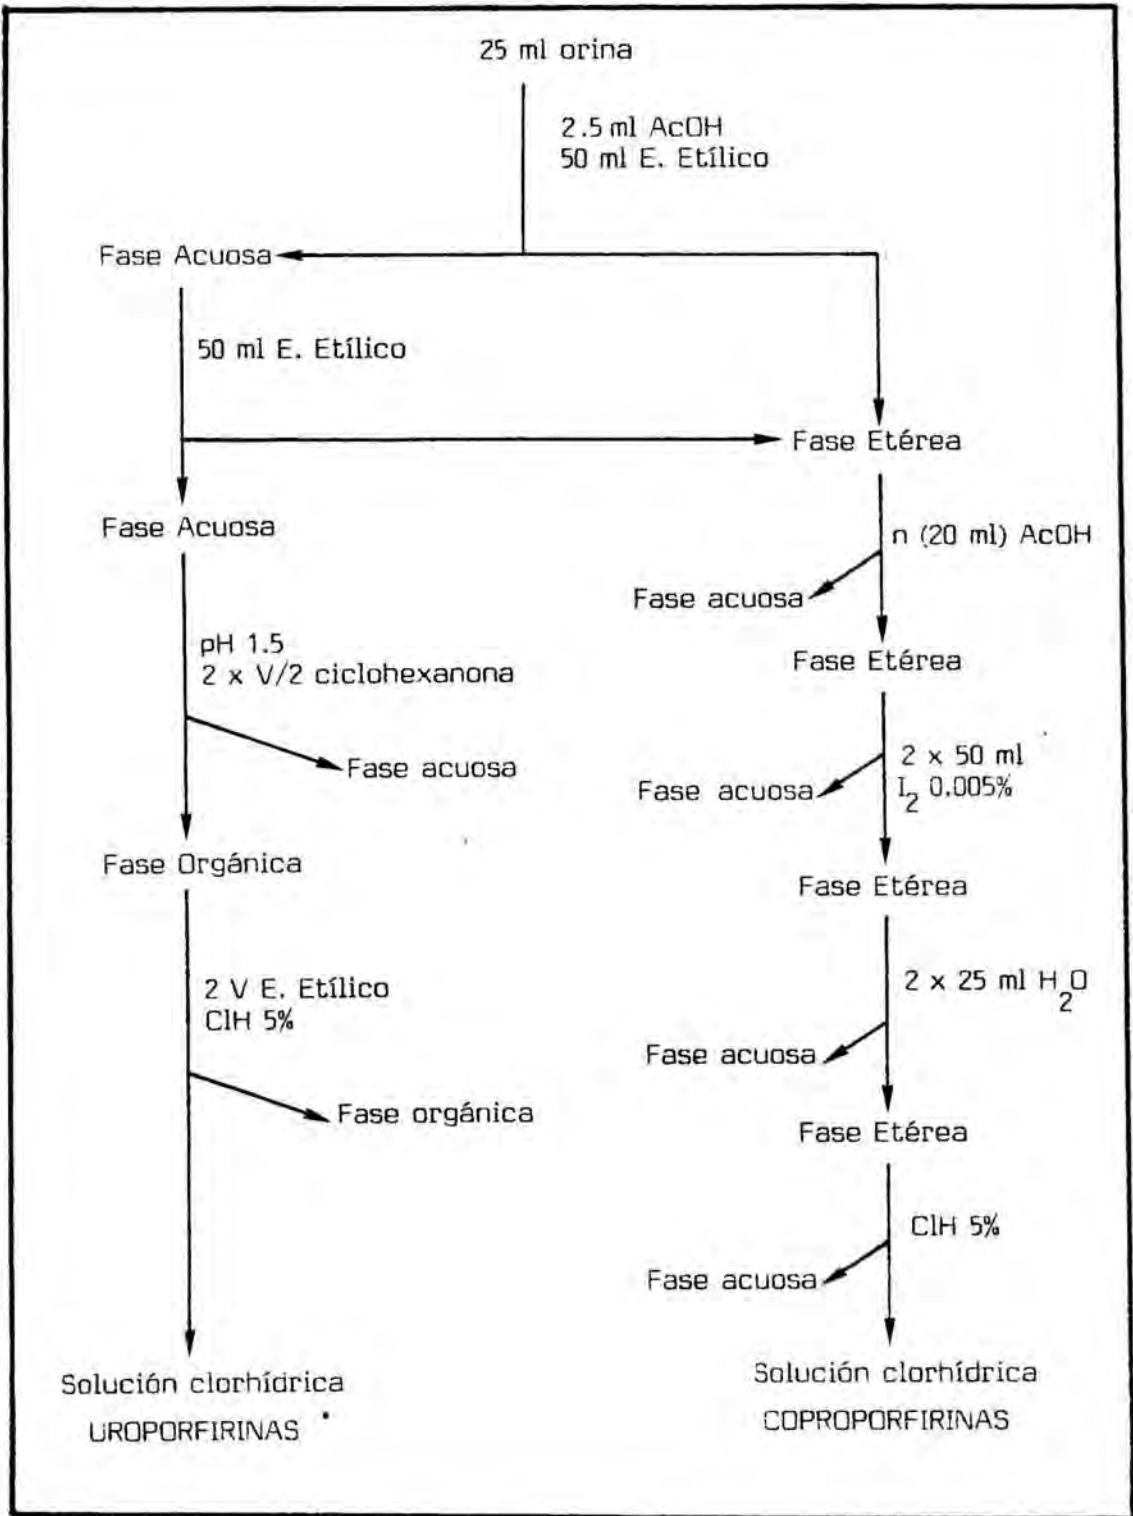 25 ml orina
2.5 ml AcOH
50 ml E. Etílico
Fase Acuosa
50 ml E. Etílico
Fase Etérea
Fase Acuosa
n (20 ml) AcOH
Fase acuosa
pH 1.5
2 x V/2 ciclohexanona
Fase Etérea
Fase acuosa
2 x 50 ml
I2 0.005%
Fase acuosa
Fase Orgánica
Fase Etérea
2 V E. Etílico
ClH 5%
2 x 25 ml H2O
Fase acuosa
Fase orgánica
Fase Etérea
ClH 5%
Fase acuosa
Solución clorhídrica
UROPORFIRINAS
Solución clorhídrica
COPROPORFIRINAS